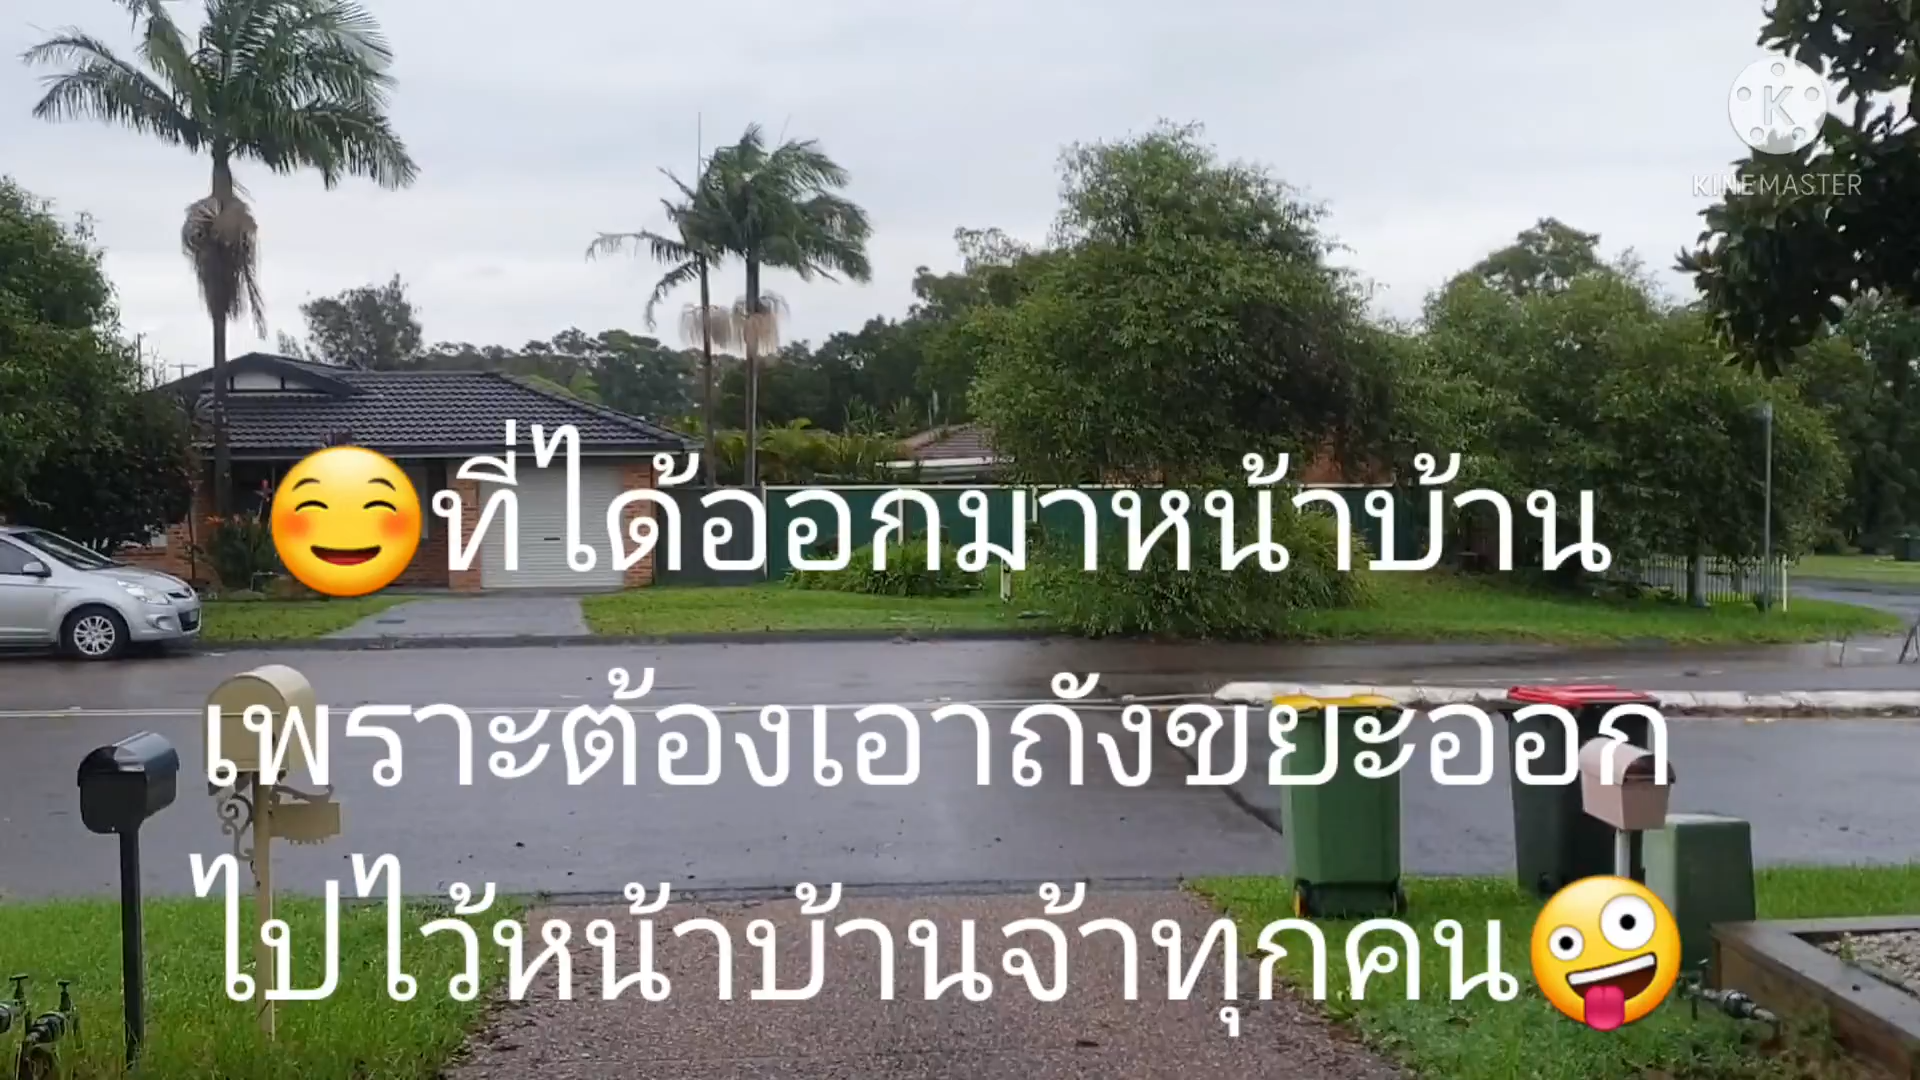 KINEMASTER
😊ที่ได้ออกมาหน้าบ้าน
เพราะต้องเอาถังขยะออก
ไปไว้หน้าบ้านจ้าทุกคน🤪